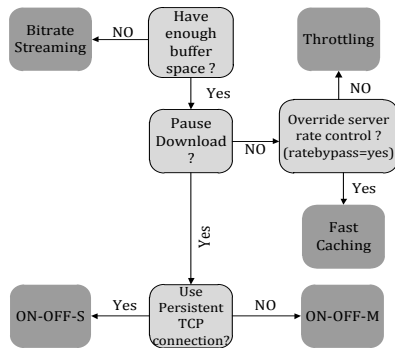 Bitrate
Streaming
NO
Have
enough
buffer
space ?
Throttling
Yes
NO
Pause
Download
?
NO
Override server
rate control ?
(ratebypass=yes)
Yes
Yes
Fast
Caching
ON-OFF-S
Yes
Use
Persistent
TCP
connection?
NO
ON-OFF-M